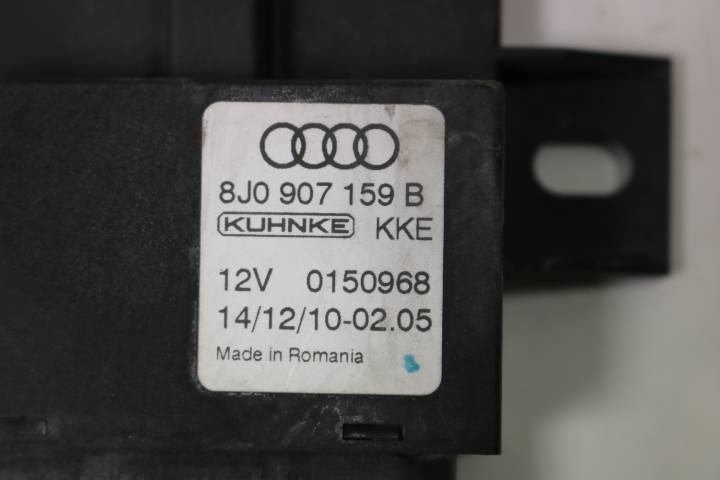 8J0 907 159 B
KUHNKE KKE
12V 0150968
14/12/10-02.05
Made in Romania